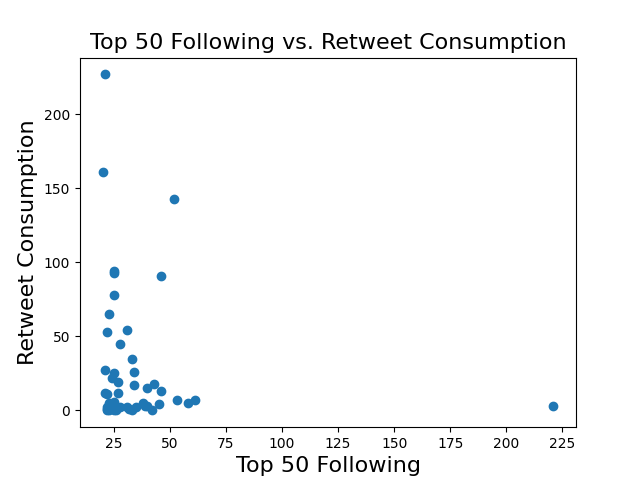 Top 50 Following vs. Retweet Consumption
Retweet Consumption
200
150
100
50
0
25 50 75 100 125 150 175 200 225
Top 50 Following